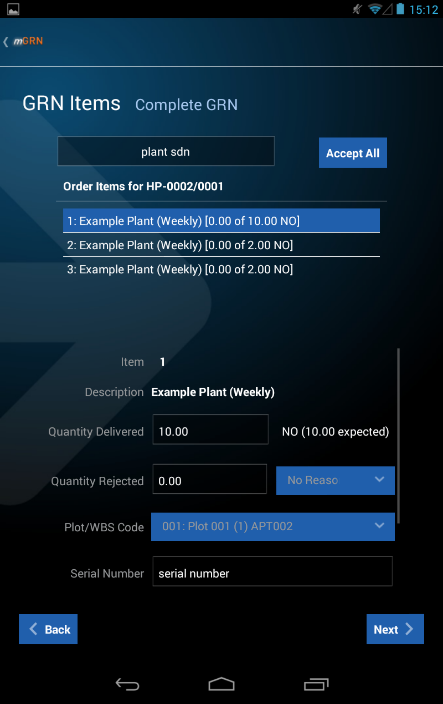 15:12
mGRN
GRN Items Complete GRN
plant sdn Accept All
Order Items for HP-0002/0001
1: Example Plant (Weekly) [0.00 of 10.00 NO]
2: Example Plant (Weekly) [0.00 of 2.00 NO]
3: Example Plant (Weekly) [0.00 of 2.00 NO]
Item 1
Description Example Plant (Weekly)
Quantity Delivered 10.00 NO (10.00 expected)
Quantity Rejected 0.00 No Reaso
Plot/WBS Code 001: Plot 001 (1) APT002
Serial Number serial number
Back Next